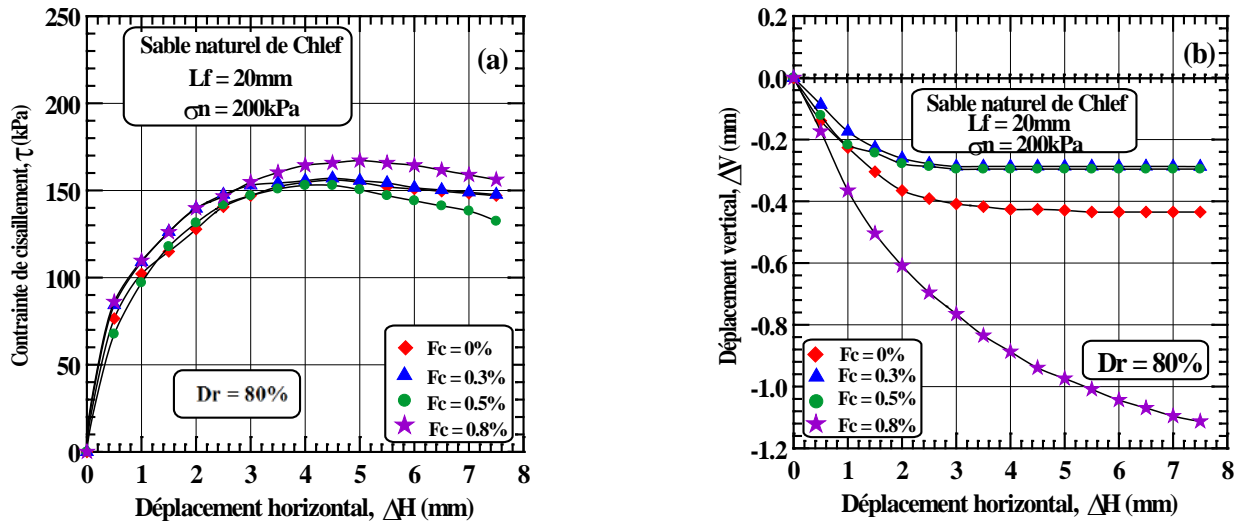 250
200
150
100
50
0
Contrainte de cisaillement, τ (kPa)
Sable naturel de Chlef
Lf = 20mm
σn = 200kPa
(a)
Dr = 80%
Fc = 0%
Fc = 0.3%
Fc = 0.5%
Fc = 0.8%
0 1 2 3 4 5 6 7 8
Déplacement horizontal, ΔH (mm)
0.2
0.0
-0.2
-0.4
-0.6
-0.8
-1.0
-1.2
Déplacement vertical, ΔV (mm)
(b)
Sable naturel de Chlef
Lf = 20mm
σn = 200kPa
Fc = 0%
Fc = 0.3%
Fc = 0.5%
Fc = 0.8%
Dr = 80%
0 1 2 3 4 5 6 7 8
Déplacement horizontal, ΔH (mm)